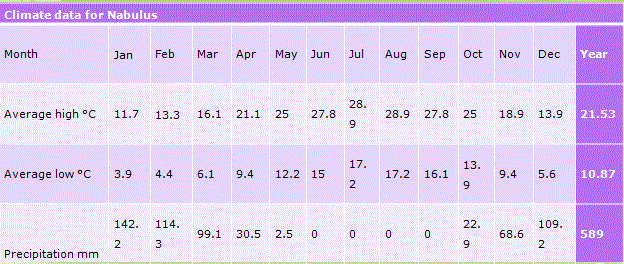 Climate data for Nabulus
Month Jan Feb Mar Apr May Jun Jul Aug Sep Oct Nov Dec Year
Average high °C 11.7 13.3 16.1 21.1 25 27.8 28.9 28.9 27.8 25 18.9 13.9 21.53
Average low °C 3.9 4.4 6.1 9.4 12.2 15 17.2 17.2 16.1 13.9 9.4 5.6 10.87
Precipitation mm 142.2 114.3 99.1 30.5 2.5 0 0 0 0 22.9 68.6 109.2 589